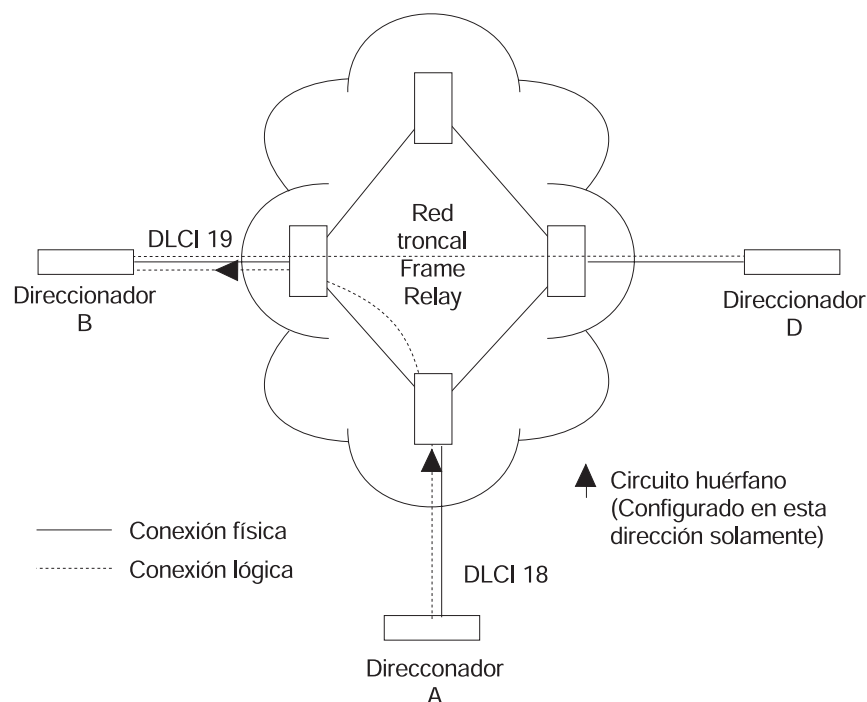 DLCI 19
Red
troncal
Frame
Relay
Direccionador
B
Direccionador
D
Circuito huérfano
(Configurado en esta
dirección solamente)
Conexión física
Conexión lógica
DLCI 18
Direcconador
A